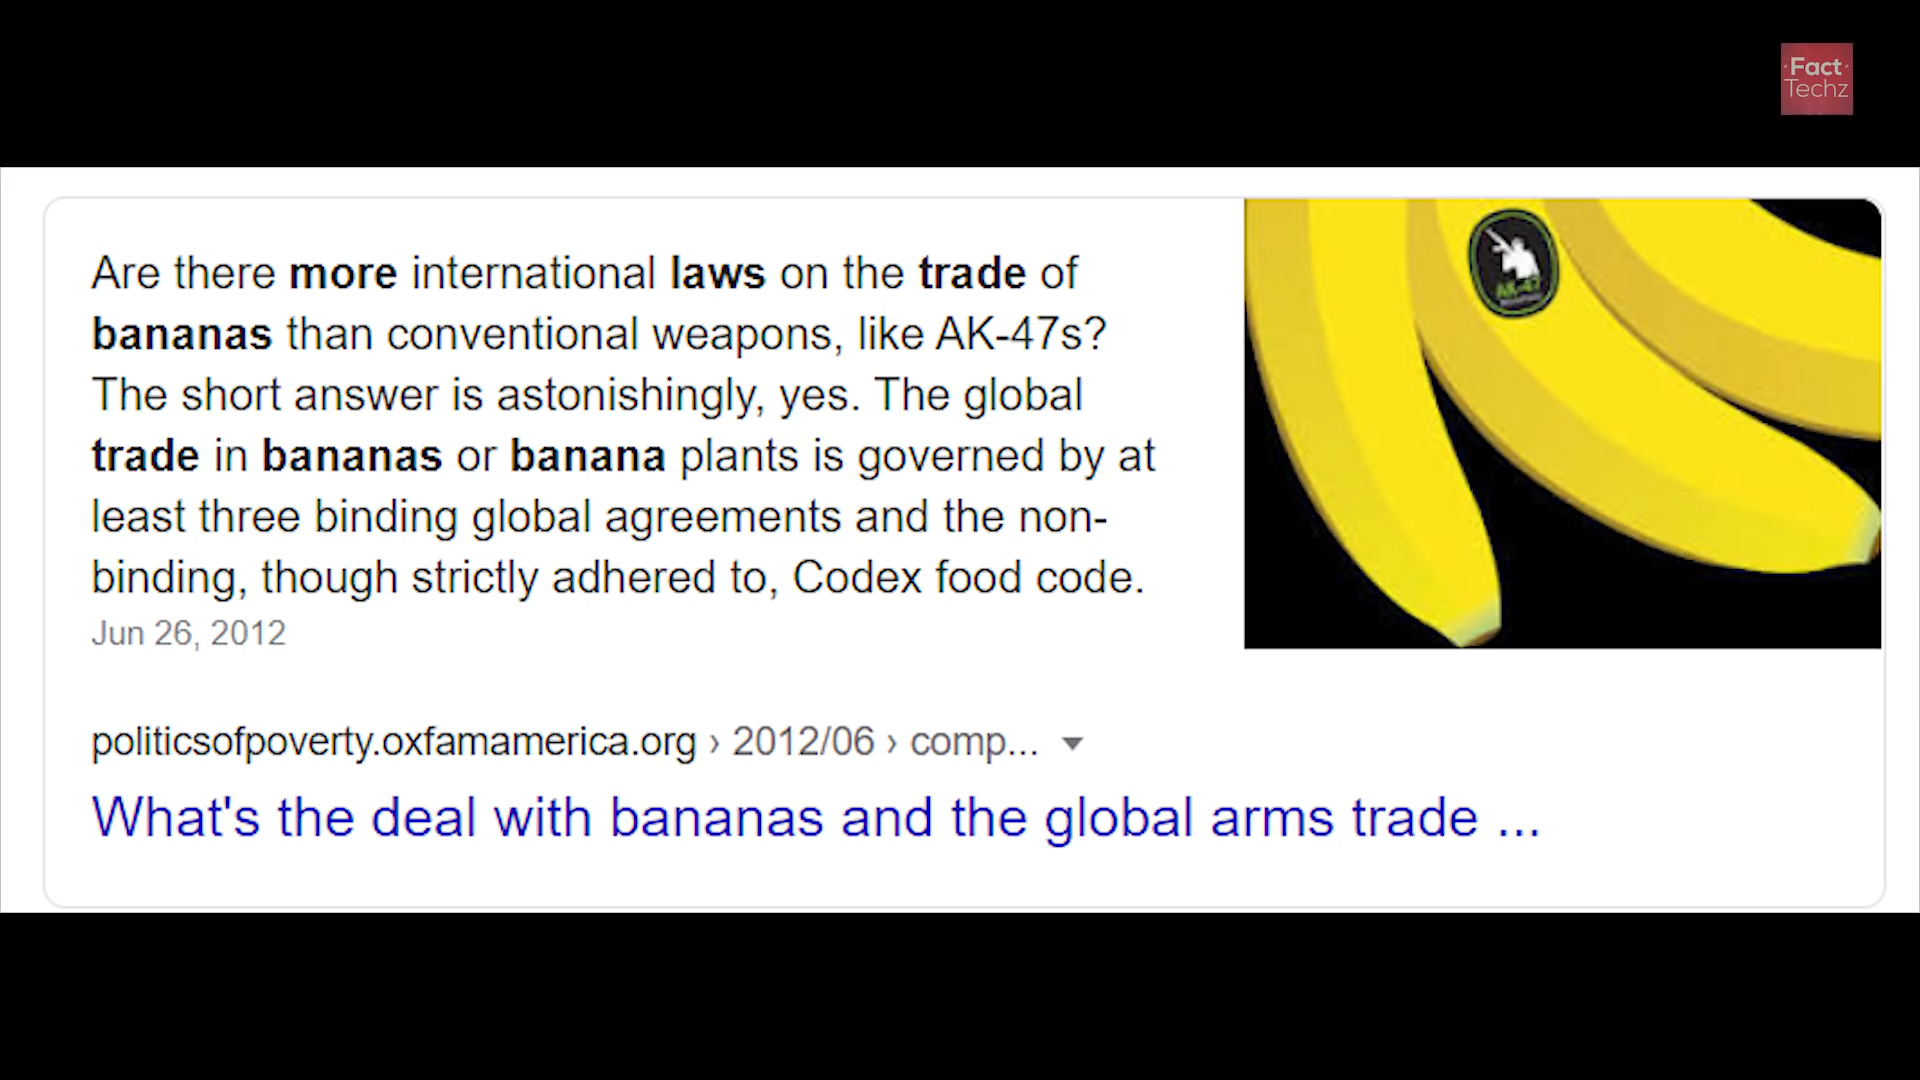 Fact
Techz
Are there more international laws on the trade of
bananas than conventional weapons, like AK-47s?
The short answer is astonishingly, yes. The global
trade in bananas or banana plants is governed by at
least three binding global agreements and the non-
binding, though strictly adhered to, Codex food code.
Jun 26, 2012
AK-47
politicsofpoverty.oxfamamerica.org › 2012/06 › comp...
What's the deal with bananas and the global arms trade ...